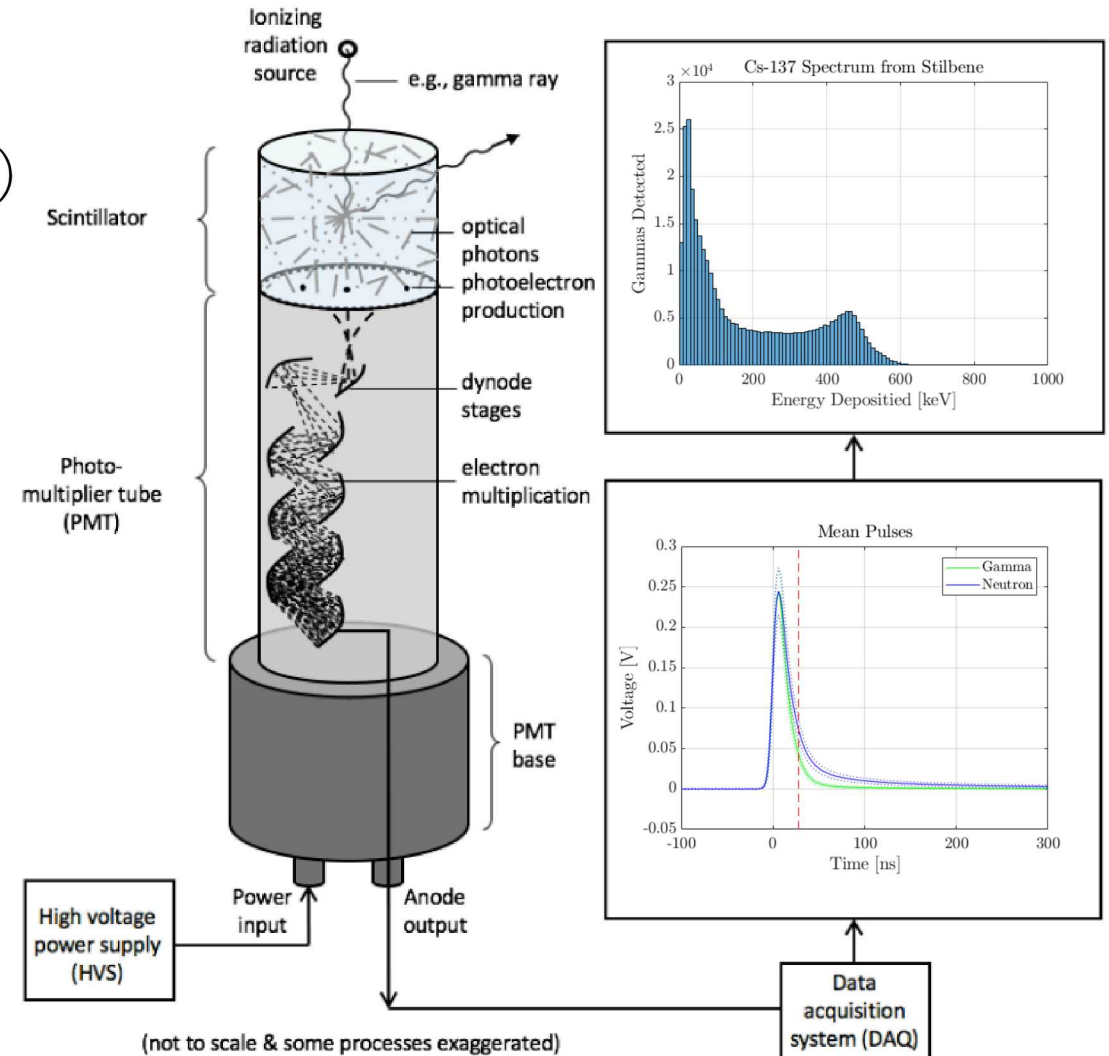 Ionizing
radiation
source
e.g., gamma ray
Scintillator
optical
photons
photoelectron
production
dynode
stages
Photo-
multiplier tube
(PMT)
electron
multiplication
PMT
base
Power
input
Anode
output
High voltage
power supply
(HVS)
Data
acquisition
system (DAQ)
(not to scale & some processes exaggerated)
Cs-137 Spectrum from Stilbene
×10⁴
3
2.5
2
1.5
1
0.5
0
Gammas Detected
0 200 400 600 800 1000
Energy Depositied [keV]
Mean Pulses
Gamma
Neutron
0.3
0.25
0.2
0.15
0.1
0.05
0
-0.05
Voltage [V]
-100 0 100 200 300
Time [ns]